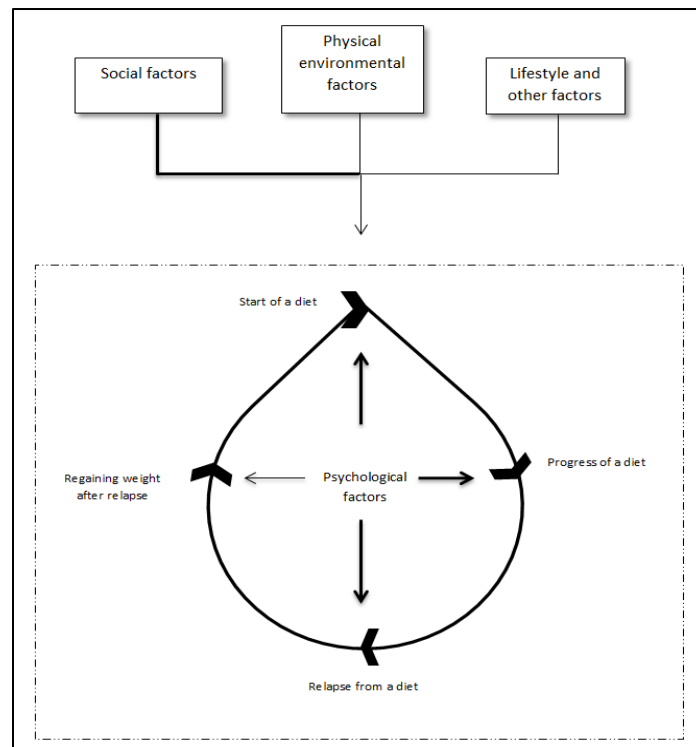 Social factors
Physical
environmental
factors
Lifestyle and
other factors
Start of a diet
Progress of a diet
Regaining weight
after relapse
Psychological
factors
Relapse from a diet